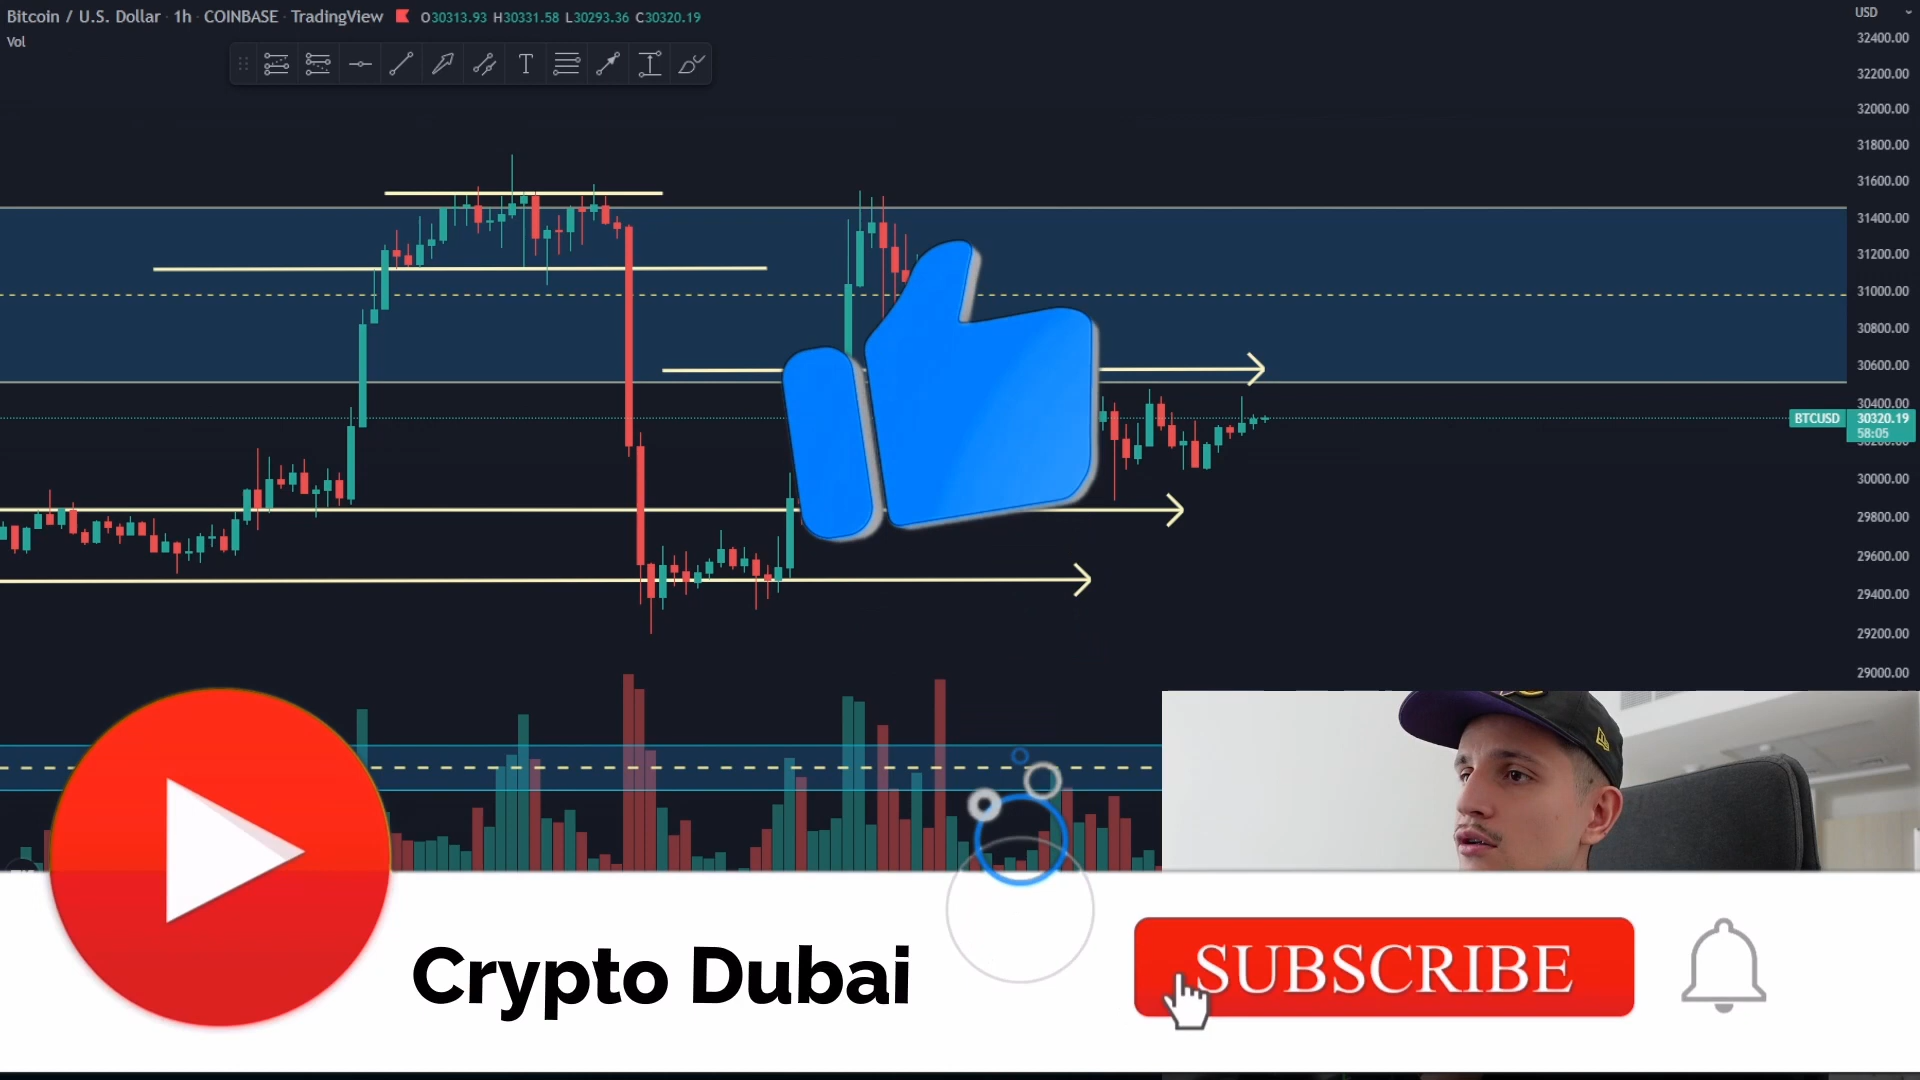 Bitcoin / U.S. Dollar · 1h · COINBASE · TradingView O30313.93 H30331.58 L30293.36 C30320.19
Vol
T
USD
32400.00
32200.00
32000.00
31800.00
31600.00
31400.00
31200.00
31000.00
30800.00
30600.00
30400.00
BTCUSD 30320.19
58:05
30000.00
29800.00
29600.00
29400.00
29200.00
29000.00
Crypto Dubai
SUBSCRIBE